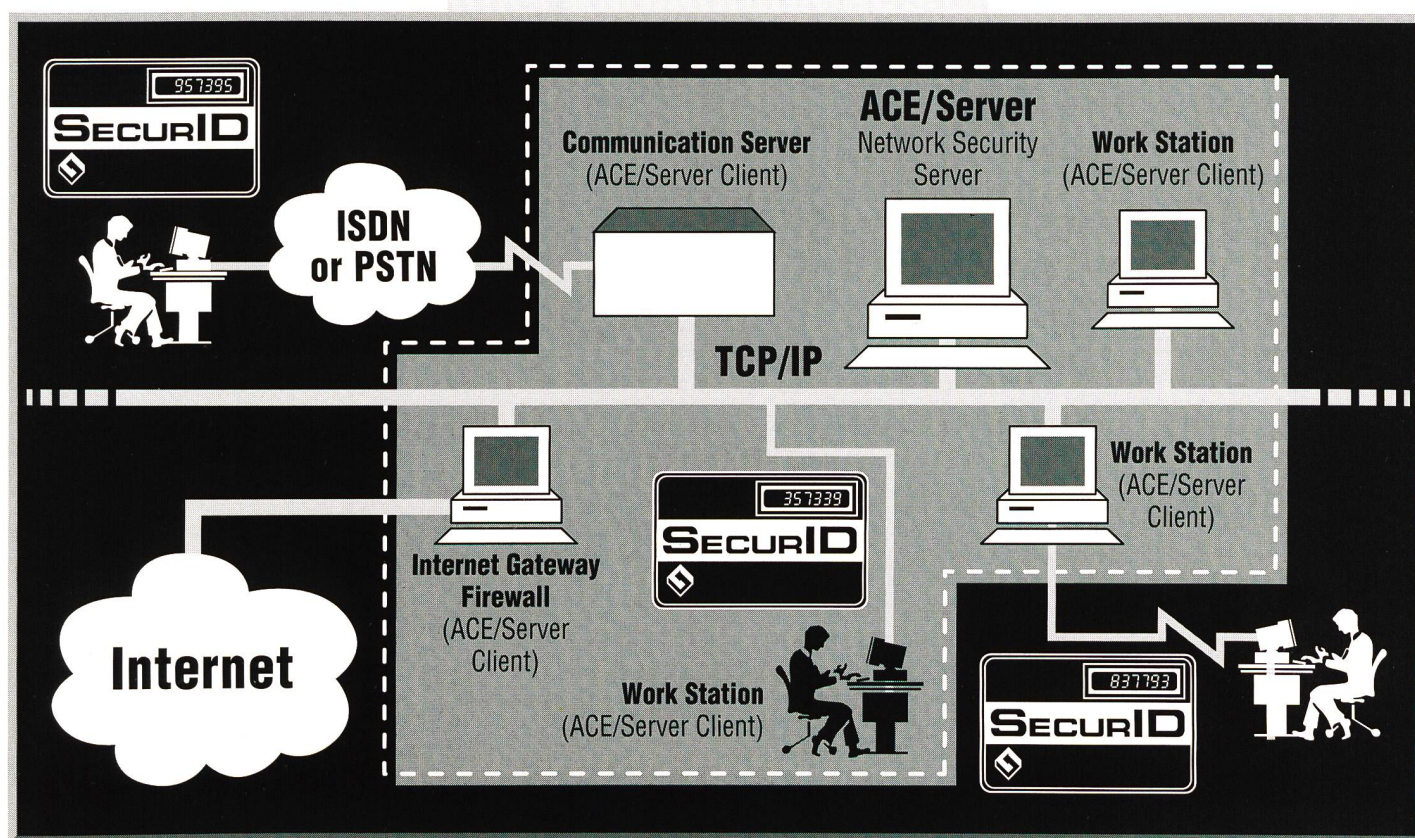 957395
SECURID
ISDN
or PSTN
Communication Server
(ACE/Server Client)
ACE/Server
Network Security
Server
Work Station
(ACE/Server Client)
TCP/IP
Internet Gateway
Firewall
(ACE/Server
Client)
Internet
357339
SECURID
Work Station
(ACE/Server Client)
Work Station
(ACE/Server
Client)
837793
SECURID